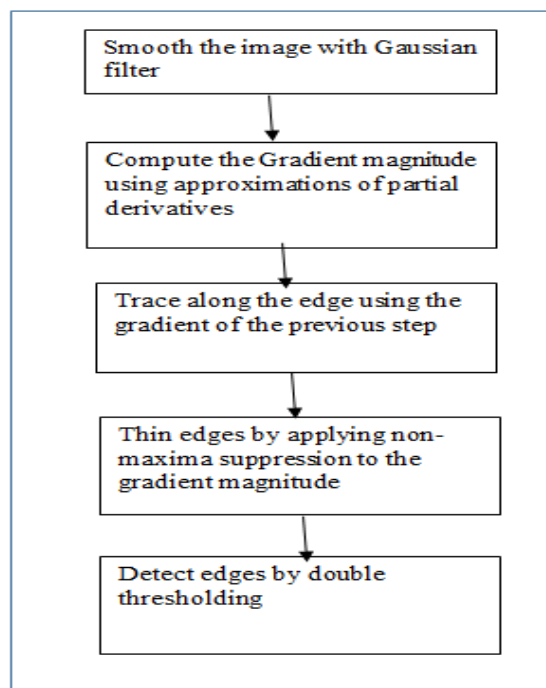 Smooth the image with Gaussian
filter
Compute the Gradient magnitude
using approximations of partial
derivatives
Trace along the edge using the
gradient of the previous step
Thin edges by applying non-
maxima suppression to the
gradient magnitude
Detect edges by double
thresholding